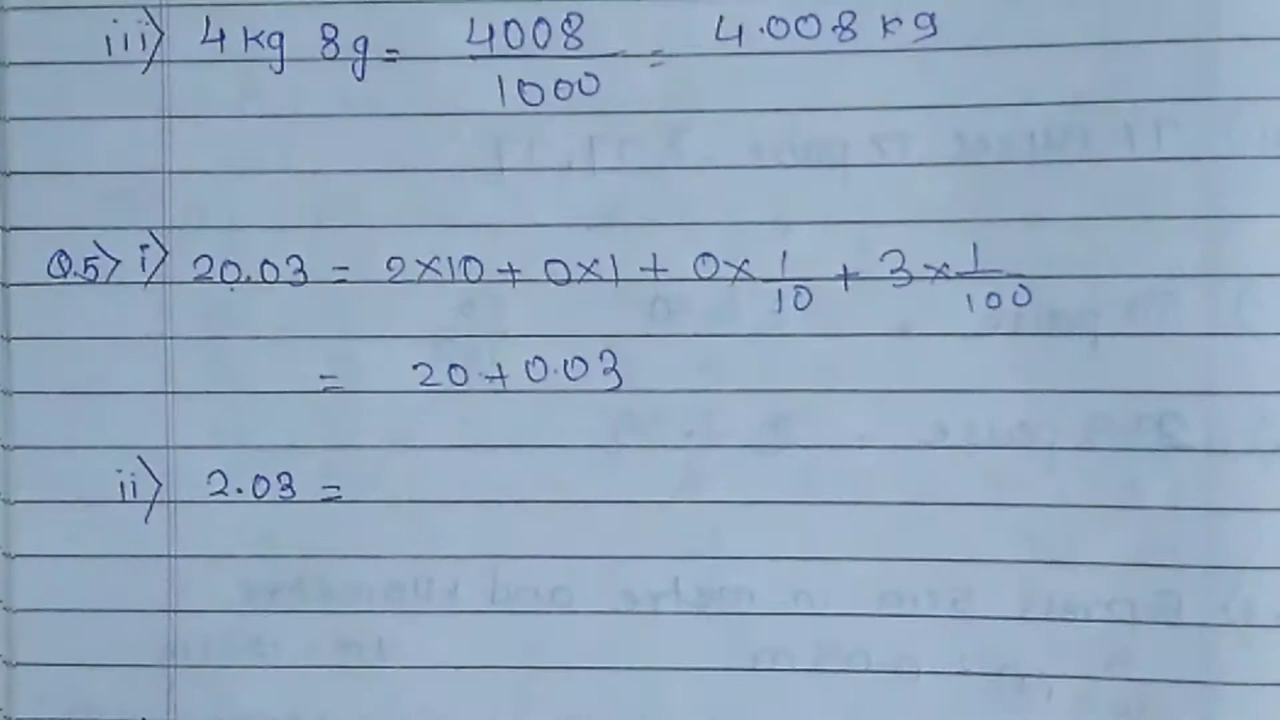 iii) 4 kg 8g = 4008/1000 = 4.008 kg
Q.5> i) 20.03 = 2×10 + 0×1 + 0×1/10 + 3×1/100
= 20 + 0.03
ii) 2.03 =